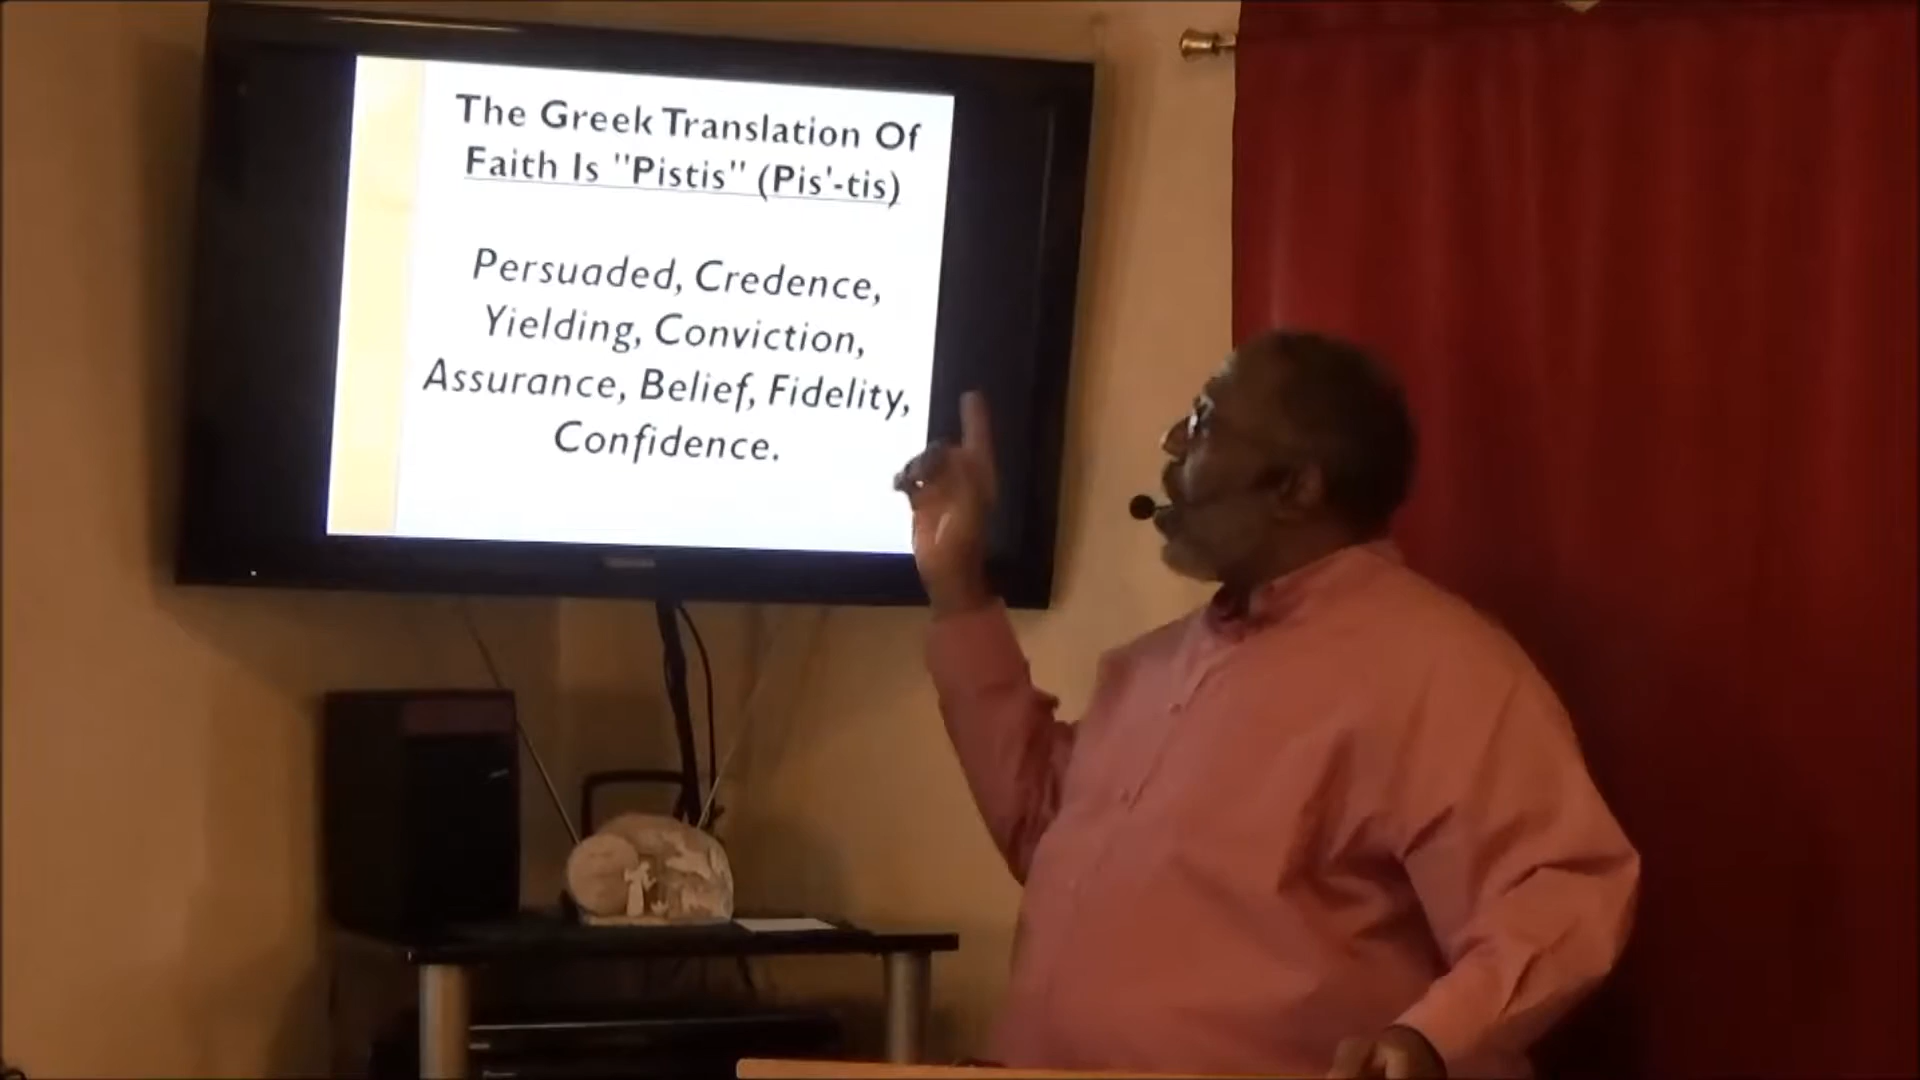 The Greek Translation Of
Faith Is "Pistis" (Pis'-tis)
Persuaded, Credence,
Yielding, Conviction,
Assurance, Belief, Fidelity,
Confidence.